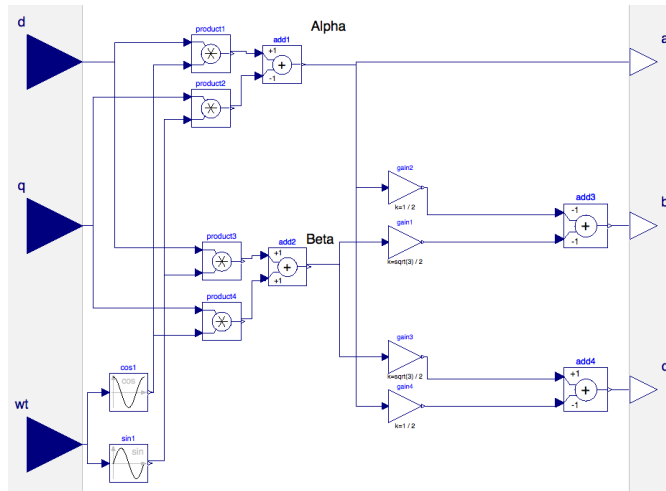 d
product1
Alpha
add1
+1
-1
a
product2
q
gain2
k=1 / 2
add3
-1
-1
b
gain1
k=sqrt(3) / 2
product3
Beta
add2
+1
+1
product4
gain3
k=sqrt(3) / 2
add4
+1
-1
gain4
k=1 / 2
cos1
cos
wt
sin1
sin